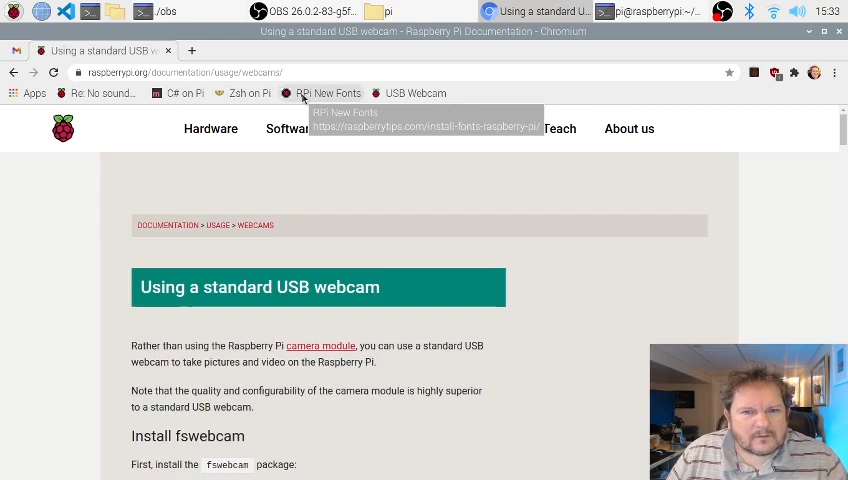 ./obs
OBS 26.0.2-83-g5f...
pi
Using a standard U...
pi@raspberrypi:~/...
15:33
Using a standard USB webcam - Raspberry Pi Documentation - Chromium
Using a standard USB w
raspberrypi.org/documentation/usage/webcams/
Apps
Re: No sound...
C# on Pi
Zsh on Pi
RPi New Fonts
USB Webcam
RPi New Fonts
https://raspberrytips.com/install-fonts-raspberry-pi/
Hardware
Softwar
Teach
About us
DOCUMENTATION > USAGE > WEBCAMS
Using a standard USB webcam
Rather than using the Raspberry Pi camera module, you can use a standard USB
webcam to take pictures and video on the Raspberry Pi.
Note that the quality and configurability of the camera module is highly superior
to a standard USB webcam.
Install fswebcam
First, install the fswebcam package: